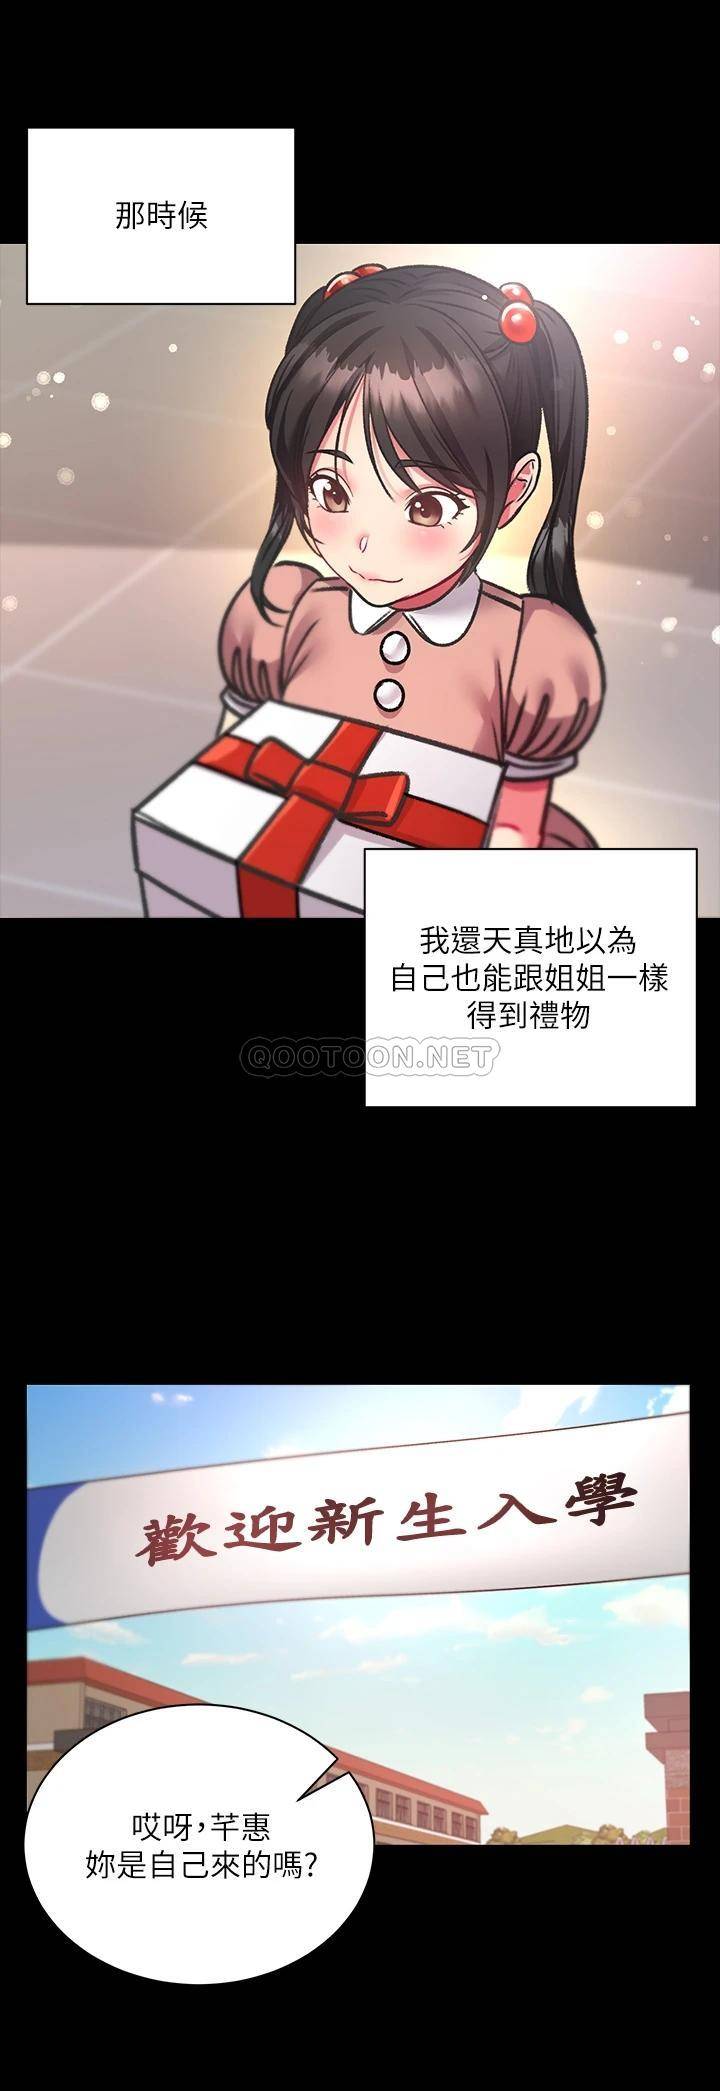 那時候
我還天真地以為
自己也能跟姐姐一樣
得到禮物
QOOTOON.NET
歡迎新生入學
哎呀,芊惠
妳是自己來的嗎?